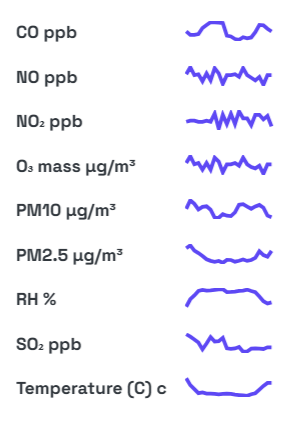 CO ppb
NO ppb
NO₂ ppb
O₃ mass µg/m³
PM10 µg/m³
PM2.5 µg/m³
RH %
SO₂ ppb
Temperature (C) c